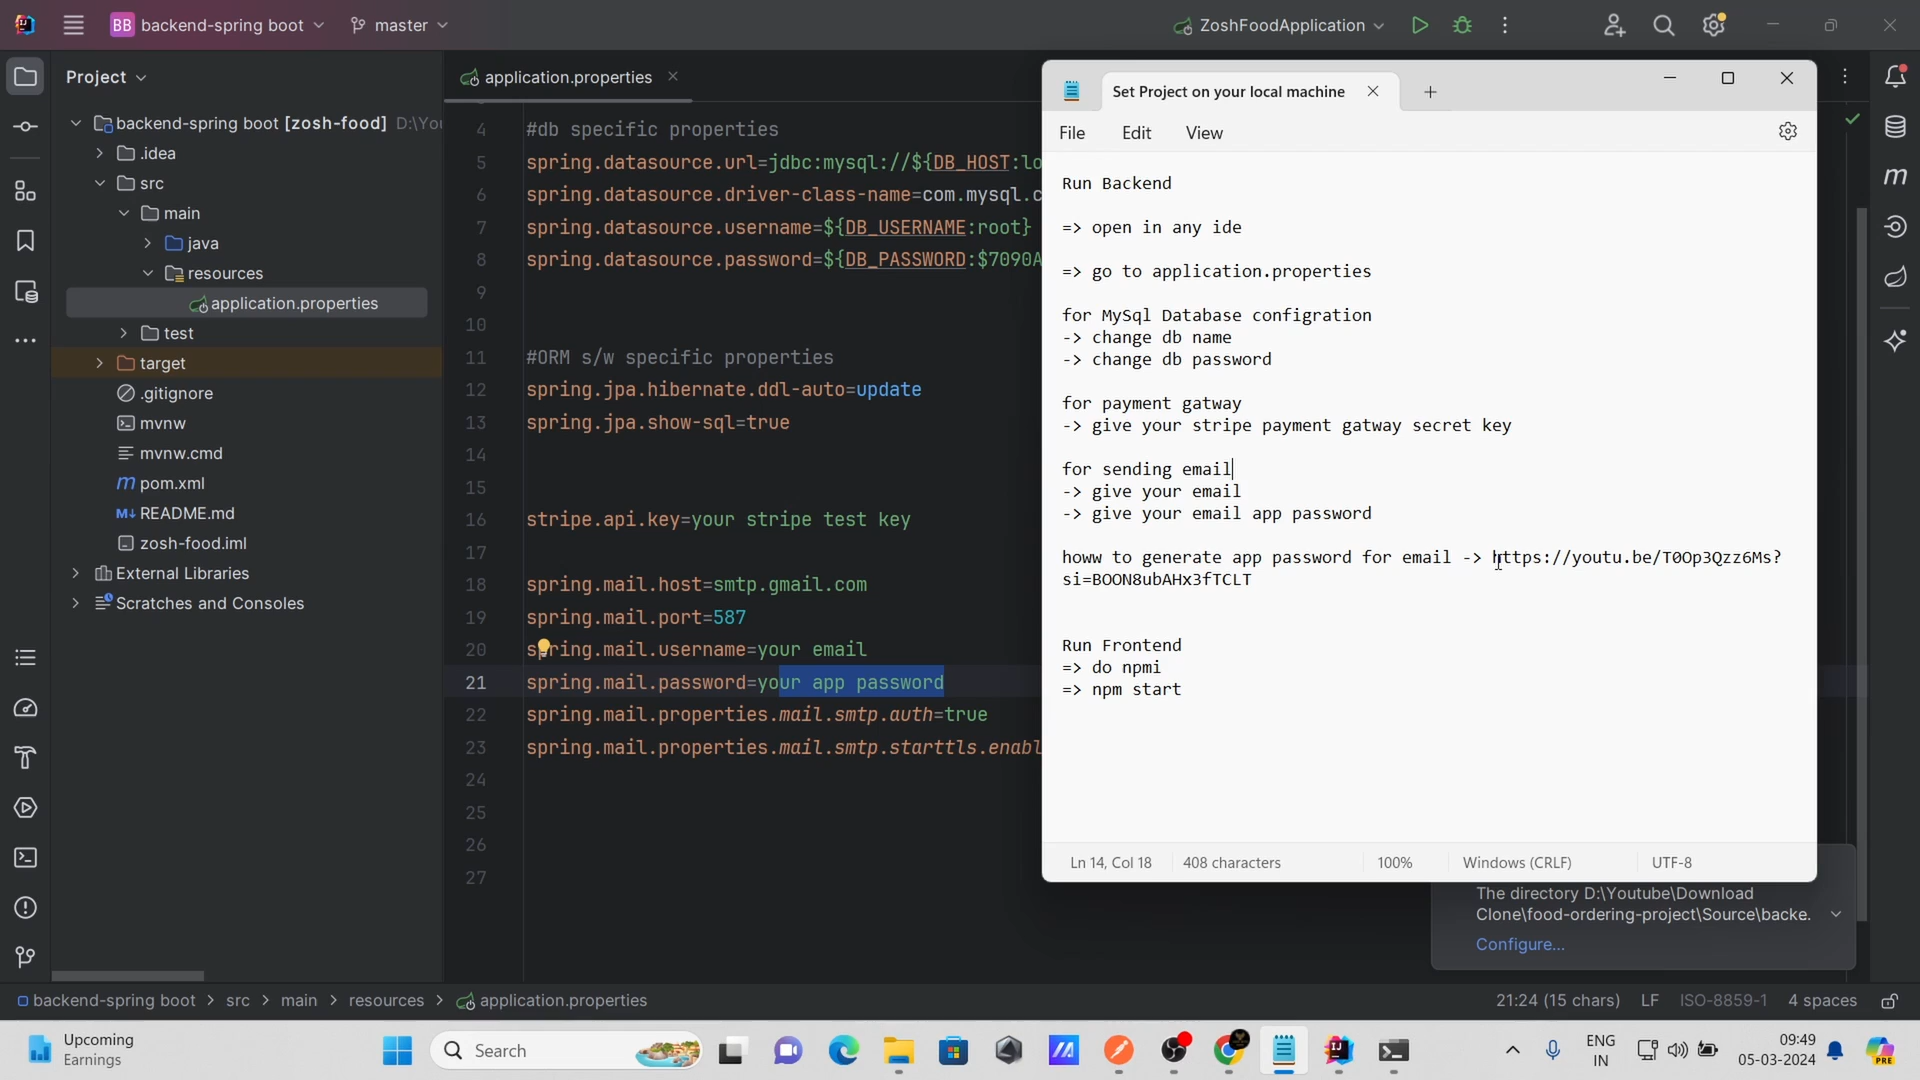 BB backend-spring boot
master
ZoshFoodApplication
Project
backend-spring boot [zosh-food] D:\You
.idea
src
main
java
resources
application.properties
test
target
.gitignore
mvnw
mvnw.cmd
pom.xml
README.md
zosh-food.iml
External Libraries
Scratches and Consoles
application.properties
4 #db specific properties
5 spring.datasource.url=jdbc:mysql://${DB_HOST:lo
6 spring.datasource.driver-class-name=com.mysql.c
7 spring.datasource.username=${DB_USERNAME:root}
8 spring.datasource.password=${DB_PASSWORD:$7090A
9
10
11 #ORM s/w specific properties
12 spring.jpa.hibernate.ddl-auto=update
13 spring.jpa.show-sql=true
14
15
16 stripe.api.key=your stripe test key
17
18 spring.mail.host=smtp.gmail.com
19 spring.mail.port=587
20 spring.mail.username=your email
21 spring.mail.password=your app password
22 spring.mail.properties.mail.smtp.auth=true
23 spring.mail.properties.mail.smtp.starttls.enabl
24
25
26
27
Set Project on your local machine
File Edit View
Run Backend
=> open in any ide
=> go to application.properties
for MySql Database configration
-> change db name
-> change db password
for payment gatway
-> give your stripe payment gatway secret key
for sending email
-> give your email
-> give your email app password
howw to generate app password for email -> https://youtu.be/T0Op3Qzz6Ms?
si=BOON8ubAHx3fTCLT
Run Frontend
=> do npmi
=> npm start
Ln 14, Col 18 408 characters 100% Windows (CRLF) UTF-8
The directory D:\Youtube\Download
Clone\food-ordering-project\Source\backe.
Configure...
backend-spring boot > src > main > resources > application.properties
21:24 (15 chars) LF ISO-8859-1 4 spaces
Upcoming
Earnings
Search
ENG
IN
09:49
05-03-2024
PRE